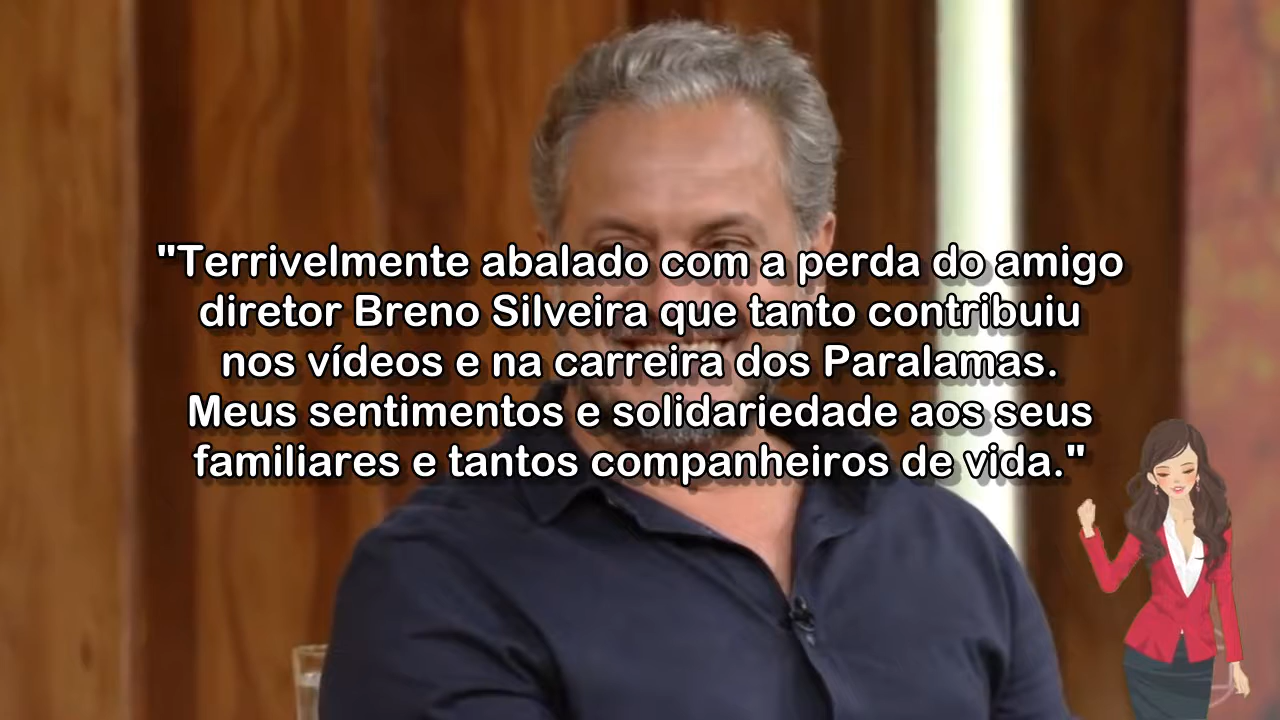 "Terrivelmente abalado com a perda do amigo
diretor Breno Silveira que tanto contribuiu
nos vídeos e na carreira dos Paralamas.
Meus sentimentos e solidariedade aos seus
familiares e tantos companheiros de vida."